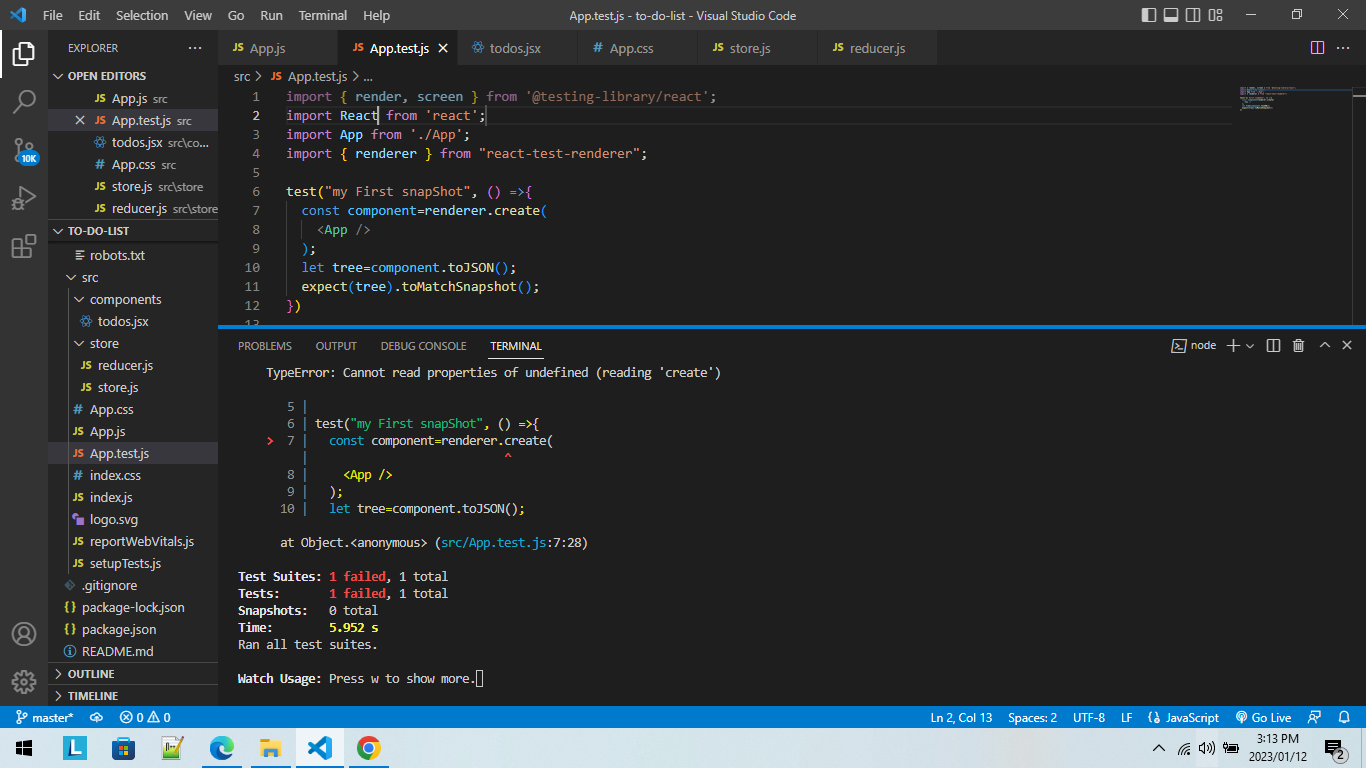 File Edit Selection View Go Run Terminal Help
App.test.js - to-do-list - Visual Studio Code
EXPLORER
OPEN EDITORS
JS App.js src
JS App.test.js src
todos.jsx src\co...
# App.css src
JS store.js src\store
JS reducer.js src\store
TO-DO-LIST
robots.txt
src
components
todos.jsx
store
JS reducer.js
JS store.js
# App.css
JS App.js
JS App.test.js
# index.css
JS index.js
logo.svg
JS reportWebVitals.js
JS setupTests.js
.gitignore
{} package-lock.json
{} package.json
README.md
OUTLINE
TIMELINE
10K
JS App.js JS App.test.js todos.jsx # App.css JS store.js JS reducer.js
src > JS App.test.js > ...
1 import { render, screen } from '@testing-library/react';
2 import React from 'react';
3 import App from './App';
4 import { renderer } from "react-test-renderer";
5
6 test("my First snapShot", () =>{
7 const component=renderer.create(
8 <App />
9 );
10 let tree=component.toJSON();
11 expect(tree).toMatchSnapshot();
12 })
13
PROBLEMS OUTPUT DEBUG CONSOLE TERMINAL
node
TypeError: Cannot read properties of undefined (reading 'create')
5 |
6 | test("my First snapShot", () =>{
> 7 | const component=renderer.create(
| ^
8 | <App />
9 | );
10 | let tree=component.toJSON();
at Object.<anonymous> (src/App.test.js:7:28)
Test Suites: 1 failed, 1 total
Tests: 1 failed, 1 total
Snapshots: 0 total
Time: 5.952 s
Ran all test suites.
Watch Usage: Press w to show more.
master* 0 0 Ln 2, Col 13 Spaces: 2 UTF-8 LF {} JavaScript Go Live
3:13 PM
2023/01/12
2